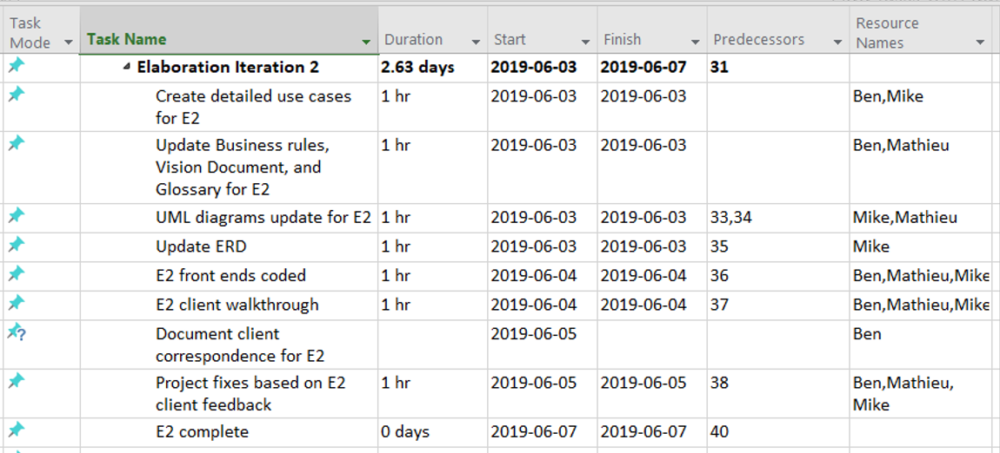 Task Mode Task Name Duration Start Finish Predecessors Resource Names
Elaboration Iteration 2 2.63 days 2019-06-03 2019-06-07 31
Create detailed use cases 1 hr 2019-06-03 2019-06-03 Ben,Mike
for E2
Update Business rules, 1 hr 2019-06-03 2019-06-03 Ben,Mathieu
Vision Document, and
Glossary for E2
UML diagrams update for E2 1 hr 2019-06-03 2019-06-03 33,34 Mike,Mathieu
Update ERD 1 hr 2019-06-03 2019-06-03 35 Mike
E2 front ends coded 1 hr 2019-06-04 2019-06-04 36 Ben,Mathieu,Mike
E2 client walkthrough 1 hr 2019-06-04 2019-06-04 37 Ben,Mathieu,Mike
? Document client 2019-06-05 Ben
correspondence for E2
Project fixes based on E2 1 hr 2019-06-05 2019-06-05 38 Ben,Mathieu,
client feedback Mike
E2 complete 0 days 2019-06-07 2019-06-07 40